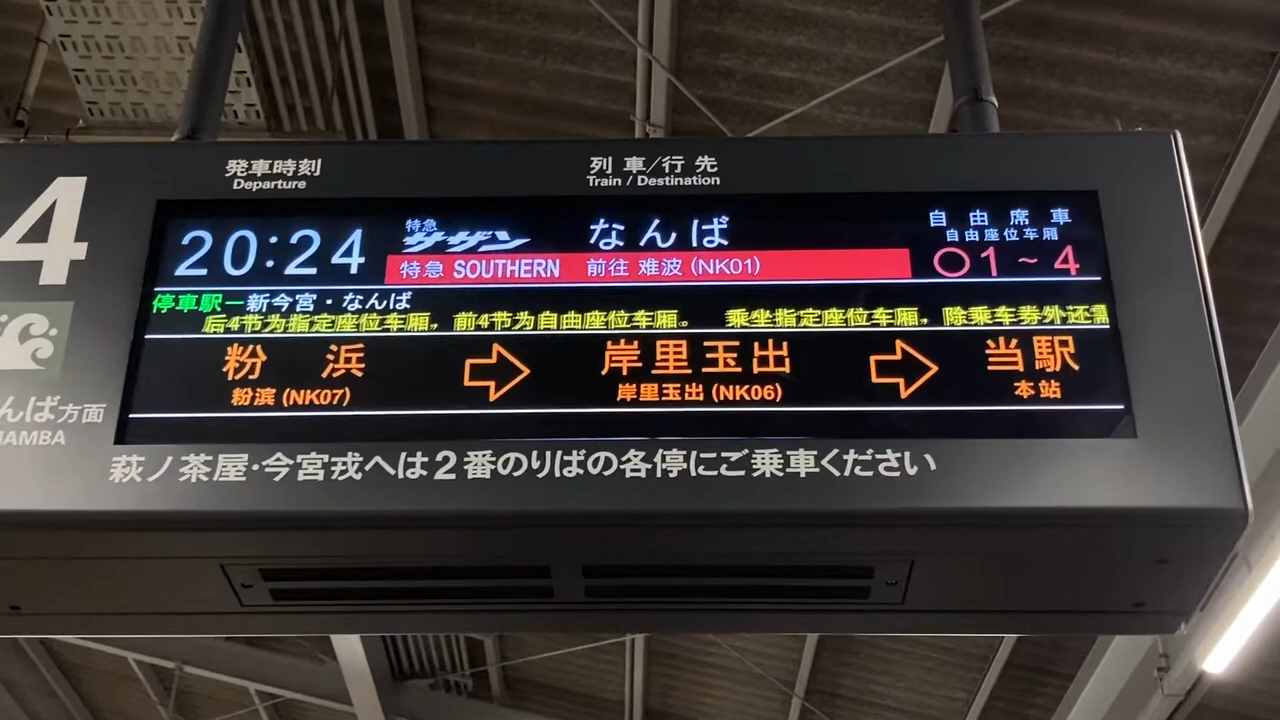 4
んば方面
NAMBA
発車時刻
Departure
列車/行先
Train / Destination
20:24
特急
サザン
なんば
自由席車
自由座位车厢
特急 SOUTHERN 前往 难波 (NK01)
○1~4
停車駅ー新今宮・なんば
后4节为指定座位车厢，前4节为自由座位车厢。 乘坐指定座位车厢，除乘车券外还需
粉浜 ⇨ 岸里玉出 ⇨ 当駅
粉滨 (NK07) 岸里玉出 (NK06) 本站
萩ノ茶屋･今宮戎へは2番のりばの各停にご乗車ください